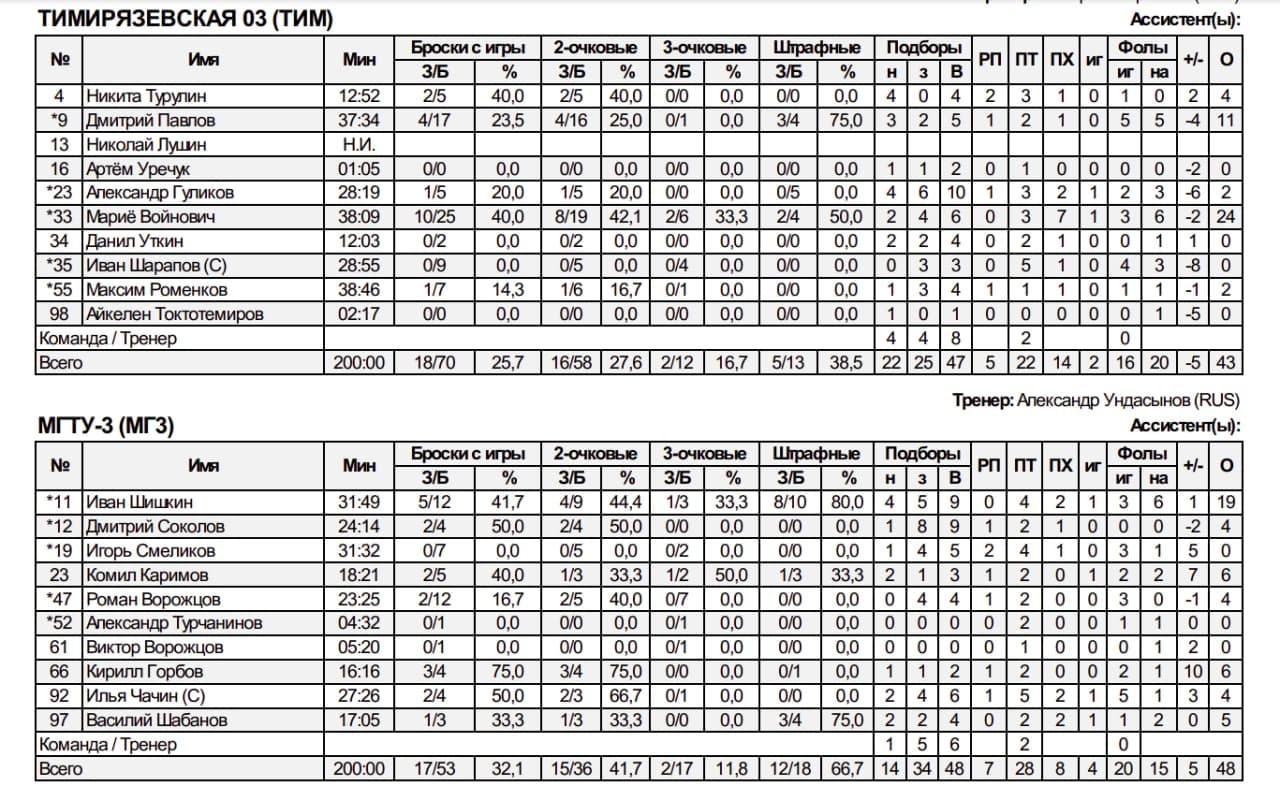 ТИМИРЯЗЕВСКАЯ 03 (ТИМ) Ассистент(ы):
№ Имя Мин Броски с игры 2-очковые 3-очковые Штрафные Подборы РП ПТ ПХ иг Фолы +/- О
З/Б % З/Б % З/Б % З/Б % н з В иг на
4 Никита Турулин 12:52 2/5 40,0 2/5 40,0 0/0 0,0 0/0 0,0 4 0 4 2 3 1 0 1 0 2 4
*9 Дмитрий Павлов 37:34 4/17 23,5 4/16 25,0 0/1 0,0 3/4 75,0 3 2 5 1 2 1 0 5 5 -4 11
13 Николай Лушин Н.И.
16 Артём Уречук 01:05 0/0 0,0 0/0 0,0 0/0 0,0 0/0 0,0 1 1 2 0 1 0 0 0 0 -2 0
*23 Александр Гуликов 28:19 1/5 20,0 1/5 20,0 0/0 0,0 0/5 0,0 4 6 10 1 3 2 1 2 3 -6 2
*33 Мариё Войнович 38:09 10/25 40,0 8/19 42,1 2/6 33,3 2/4 50,0 2 4 6 0 3 7 1 3 6 -2 24
34 Данил Уткин 12:03 0/2 0,0 0/2 0,0 0/0 0,0 0/0 0,0 2 2 4 0 2 1 0 0 1 1 0
*35 Иван Шарапов (С) 28:55 0/9 0,0 0/5 0,0 0/4 0,0 0/0 0,0 0 3 3 0 5 1 0 4 3 -8 0
*55 Максим Роменков 38:46 1/7 14,3 1/6 16,7 0/1 0,0 0/0 0,0 1 3 4 1 1 1 0 1 1 -1 2
98 Айкелен Токтотемиров 02:17 0/0 0,0 0/0 0,0 0/0 0,0 0/0 0,0 1 0 1 0 0 0 0 0 1 -5 0
Команда / Тренер 4 4 8 2 0
Всего 200:00 18/70 25,7 16/58 27,6 2/12 16,7 5/13 38,5 22 25 47 5 22 14 2 16 20 -5 43
Тренер: Александр Ундасынов (RUS)
МГТУ-3 (МГ3) Ассистент(ы):
№ Имя Мин Броски с игры 2-очковые 3-очковые Штрафные Подборы РП ПТ ПХ иг Фолы +/- О
З/Б % З/Б % З/Б % З/Б % н з В иг на
*11 Иван Шишкин 31:49 5/12 41,7 4/9 44,4 1/3 33,3 8/10 80,0 4 5 9 0 4 2 1 3 6 1 19
*12 Дмитрий Соколов 24:14 2/4 50,0 2/4 50,0 0/0 0,0 0/0 0,0 1 8 9 1 2 1 0 0 0 -2 4
*19 Игорь Смеликов 31:32 0/7 0,0 0/5 0,0 0/2 0,0 0/0 0,0 1 4 5 2 4 1 0 3 1 5 0
23 Комил Каримов 18:21 2/5 40,0 1/3 33,3 1/2 50,0 1/3 33,3 2 1 3 1 2 0 1 2 2 7 6
*47 Роман Ворожцов 23:25 2/12 16,7 2/5 40,0 0/7 0,0 0/0 0,0 0 4 4 1 2 0 0 3 0 -1 4
*52 Александр Турчанинов 04:32 0/1 0,0 0/0 0,0 0/1 0,0 0/0 0,0 0 0 0 0 2 0 0 1 1 0 0
61 Виктор Ворожцов 05:20 0/1 0,0 0/0 0,0 0/1 0,0 0/0 0,0 0 0 0 0 1 0 0 0 1 2 0
66 Кирилл Горбов 16:16 3/4 75,0 3/4 75,0 0/0 0,0 0/1 0,0 1 1 2 1 2 0 0 2 1 10 6
92 Илья Чачин (С) 27:26 2/4 50,0 2/3 66,7 0/1 0,0 0/0 0,0 2 4 6 1 5 2 1 5 1 3 4
97 Василий Шабанов 17:05 1/3 33,3 1/3 33,3 0/0 0,0 3/4 75,0 2 2 4 0 2 2 1 1 2 0 5
Команда / Тренер 1 5 6 2 0
Всего 200:00 17/53 32,1 15/36 41,7 2/17 11,8 12/18 66,7 14 34 48 7 28 8 4 20 15 5 48